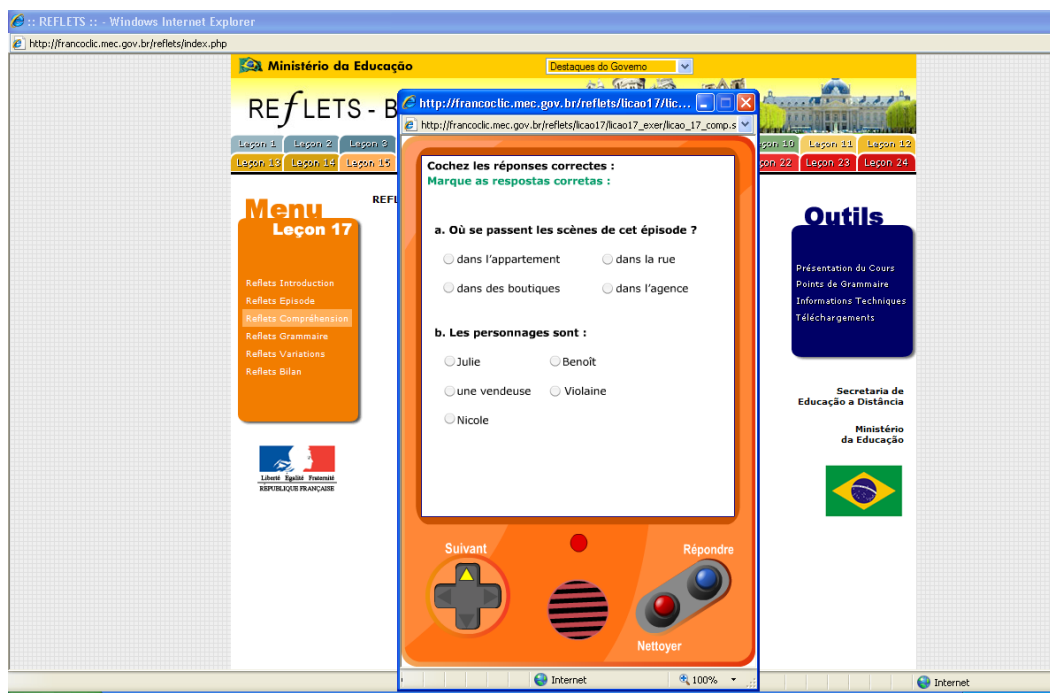 :: REFLETS :: - Windows Internet Explorer
http://francoclic.mec.gov.br/reflets/index.php
Ministério da Educação
Destaques do Governo
REfLETS - B
Leçon 1 Leçon 2 Leçon 3
çon 10 Leçon 11 Leçon 12
Leçon 13 Leçon 14 Leçon 15
çon 22 Leçon 23 Leçon 24
Menu
Leçon 17
Reflets Introduction
Reflets Episode
Reflets Compréhension
Reflets Grammaire
Reflets Variations
Reflets Bilan
Liberté Égalité Fraternité
RÉPUBLIQUE FRANÇAISE
REFL
http://francoclic.mec.gov.br/reflets/licao17/lic...
http://francoclic.mec.gov.br/reflets/licao17/licao17_exer/licao_17_comp.s
Cochez les réponses correctes :
Marque as respostas corretas :
a. Où se passent les scènes de cet épisode ?
dans l'appartement dans la rue
dans des boutiques dans l'agence
b. Les personnages sont :
Julie Benoît
une vendeuse Violaine
Nicole
Suivant
Répondre
Nettoyer
Internet 100%
Outils
Présentation du Cours
Points de Grammaire
Informations Techniques
Téléchargements
Secretaria de
Educação a Distância
Ministério
da Educação
Internet